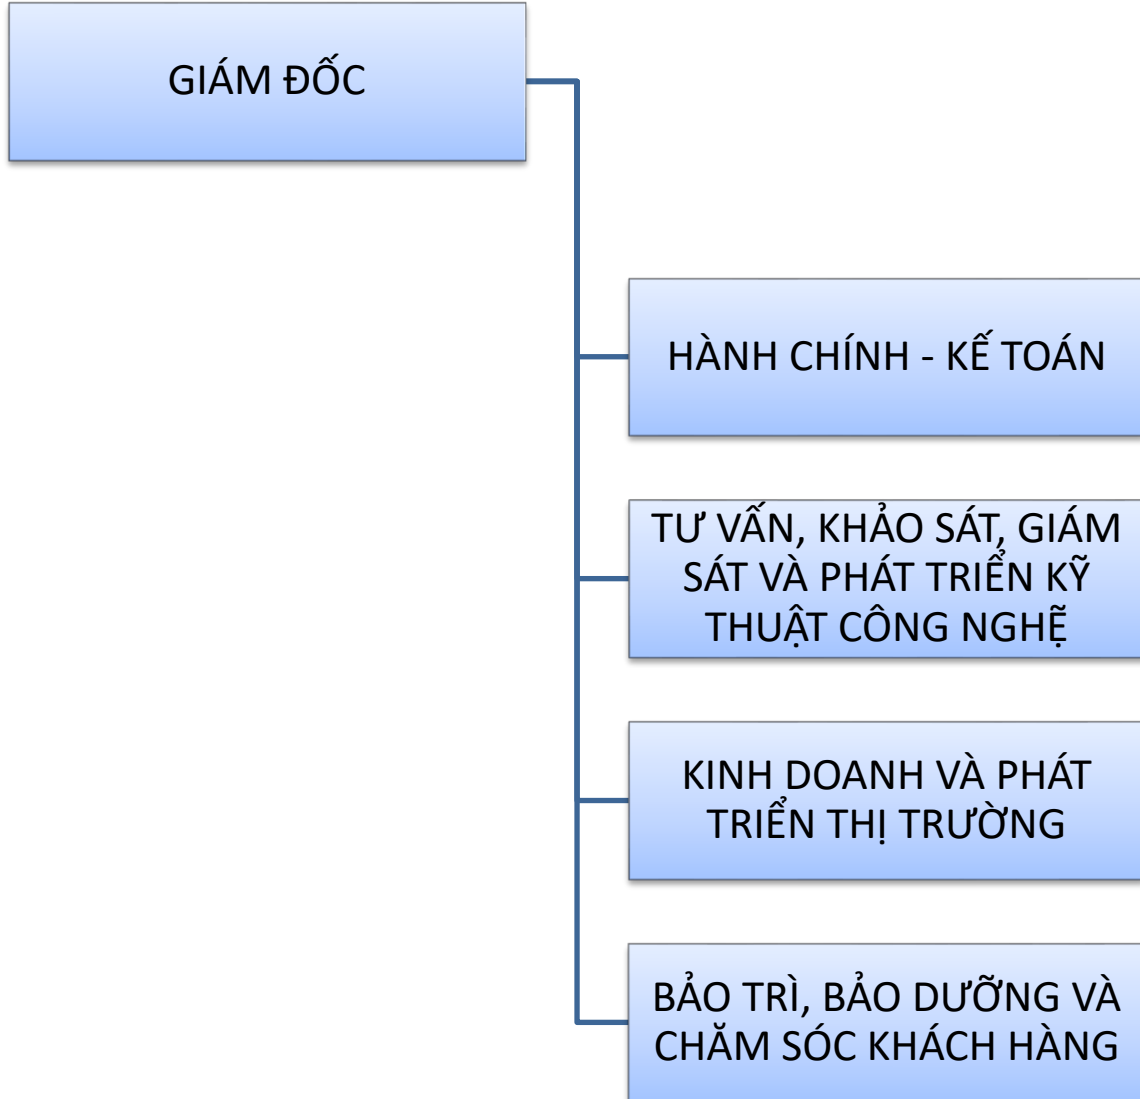 GIÁM ĐỐC
HÀNH CHÍNH - KẾ TOÁN
TƯ VẤN, KHẢO SÁT, GIÁM
SÁT VÀ PHÁT TRIỂN KỸ
THUẬT CÔNG NGHẸ̃
KINH DOANH VÀ PHÁT
TRIỂN THỊ TRƯỜNG
BẢO TRÌ, BẢO DƯỠNG VÀ
CHĂM SÓC KHÁCH HÀNG